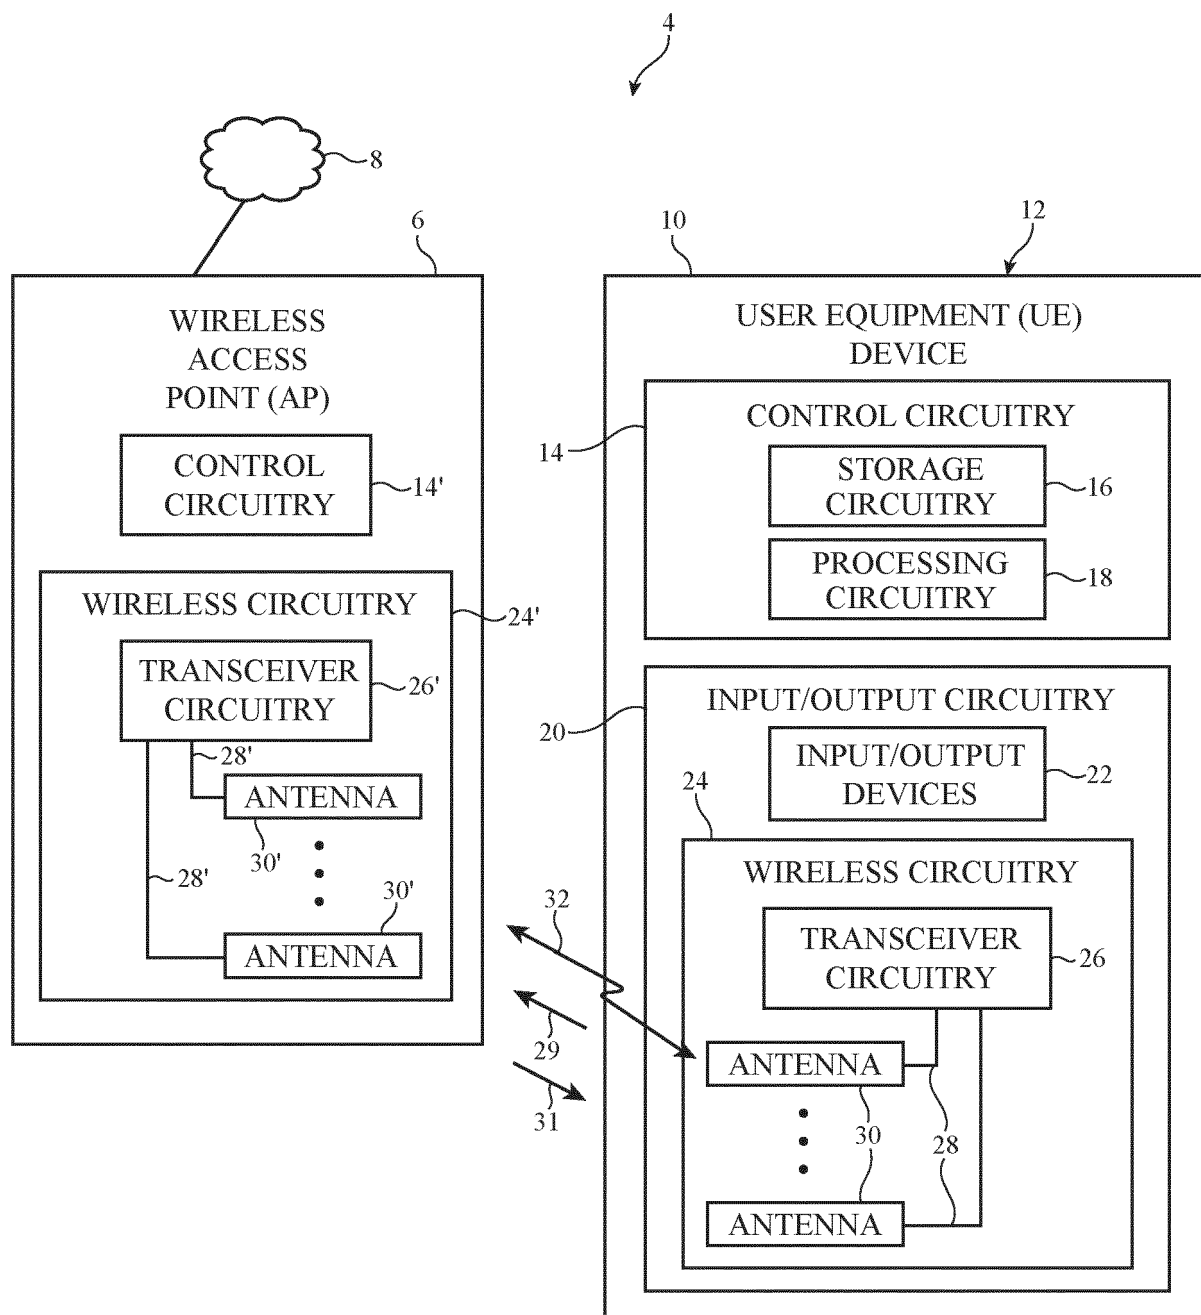 4
8
6
WIRELESS
ACCESS
POINT (AP)
CONTROL
CIRCUITRY
14'
WIRELESS CIRCUITRY
24'
TRANSCEIVER
CIRCUITRY
26'
28'
ANTENNA
30'
28'
30'
ANTENNA
32
29
31
10
12
USER EQUIPMENT (UE)
DEVICE
CONTROL CIRCUITRY
14
STORAGE
CIRCUITRY
16
PROCESSING
CIRCUITRY
18
INPUT/OUTPUT CIRCUITRY
20
INPUT/OUTPUT
DEVICES
22
24
WIRELESS CIRCUITRY
TRANSCEIVER
CIRCUITRY
26
ANTENNA
30
28
ANTENNA